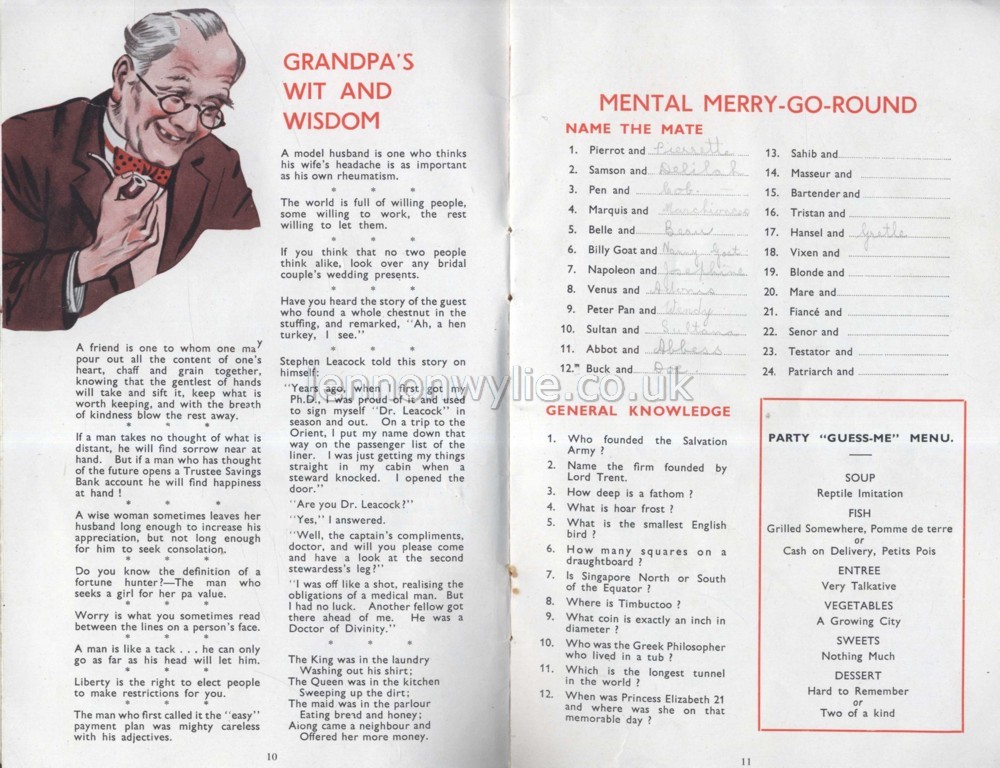 GRANDPA'S
WIT AND
WISDOM
A model husband is one who thinks
his wife's headache is as important
as his own rheumatism.
* * *
The world is full of willing people,
some willing to work, the rest
willing to let them.
* * *
If you think that no two people
think alike, look over any bridal
couple's wedding presents.
* * *
Have you heard the story of the guest
who found a whole chestnut in the
stuffing, and remarked, "Ah, a hen
turkey, I see."
* * *
Stephen Leacock told this story on
himself:
"Years ago, when I first got my
Ph.D., I was proud of it and used
to sign myself "Dr. Leacock" in
season and out. On a trip to the
Orient, I put my name down that
way on the passenger list of the
liner. I was just getting my things
straight in my cabin when a
steward knocked. I opened the
door."
"Are you Dr. Leacock?"
"Yes," I answered.
"Well, the captain's compliments,
doctor, and will you please come
and have a look at the second
stewardess's leg?"
"I was off like a shot, realising the
obligations of a medical man. But
I had no luck. Another fellow got
there ahead of me. He was a
Doctor of Divinity."
* * *
The King was in the laundry
Washing out his shirt;
The Queen was in the kitchen
Sweeping up the dirt;
The maid was in the parlour
Eating bread and honey;
Along came a neighbour and
Offered her more money.
A friend is one to whom one may
pour out all the content of one's
heart, chaff and grain together,
knowing that the gentlest of hands
will take and sift it, keep what is
worth keeping, and with the breath
of kindness blow the rest away.
* * *
If a man takes no thought of what is
distant, he will find sorrow near at
hand. But if a man who has thought
of the future opens a Trustee Savings
Bank account he will find happiness
at hand !
* * *
A wise woman sometimes leaves her
husband long enough to increase his
appreciation, but not long enough
for him to seek consolation.
* * *
Do you know the definition of a
fortune hunter?—The man who
seeks a girl for her pa value.
* * *
Worry is what you sometimes read
between the lines on a person's face.
* * *
A man is like a tack . . . he can only
go as far as his head will let him.
* * *
Liberty is the right to elect people
to make restrictions for you.
* * *
The man who first called it the "easy"
payment plan was mighty careless
with his adjectives.
10
MENTAL MERRY-GO-ROUND
NAME THE MATE
1. Pierrot and Pierrette
2. Samson and Delilah
3. Pen and Cob.
4. Marquis and Marchioness
5. Belle and Beau
6. Billy Goat and Nanny Goat.
7. Napoleon and Josephine
8. Venus and Adonis
9. Peter Pan and Wendy
10. Sultan and Sultana
11. Abbot and Abbess
12. Buck and Doe.
13. Sahib and
14. Masseur and
15. Bartender and
16. Tristan and
17. Hansel and Gretle
18. Vixen and
19. Blonde and
20. Mare and
21. Fiancé and
22. Senor and
23. Testator and
24. Patriarch and
lennonwylie.co.uk
GENERAL KNOWLEDGE
1. Who founded the Salvation
Army ?
2. Name the firm founded by
Lord Trent.
3. How deep is a fathom ?
4. What is hoar frost ?
5. What is the smallest English
bird ?
6. How many squares on a
draughtboard ?
7. Is Singapore North or South
of the Equator ?
8. Where is Timbuctoo ?
9. What coin is exactly an inch in
diameter ?
10. Who was the Greek Philosopher
who lived in a tub ?
11. Which is the longest tunnel
in the world ?
12. When was Princess Elizabeth 21
and where was she on that
memorable day ?
PARTY "GUESS-ME" MENU.
SOUP
Reptile Imitation
FISH
Grilled Somewhere, Pomme de terre
or
Cash on Delivery, Petits Pois
ENTREE
Very Talkative
VEGETABLES
A Growing City
SWEETS
Nothing Much
DESSERT
Hard to Remember
or
Two of a kind
11